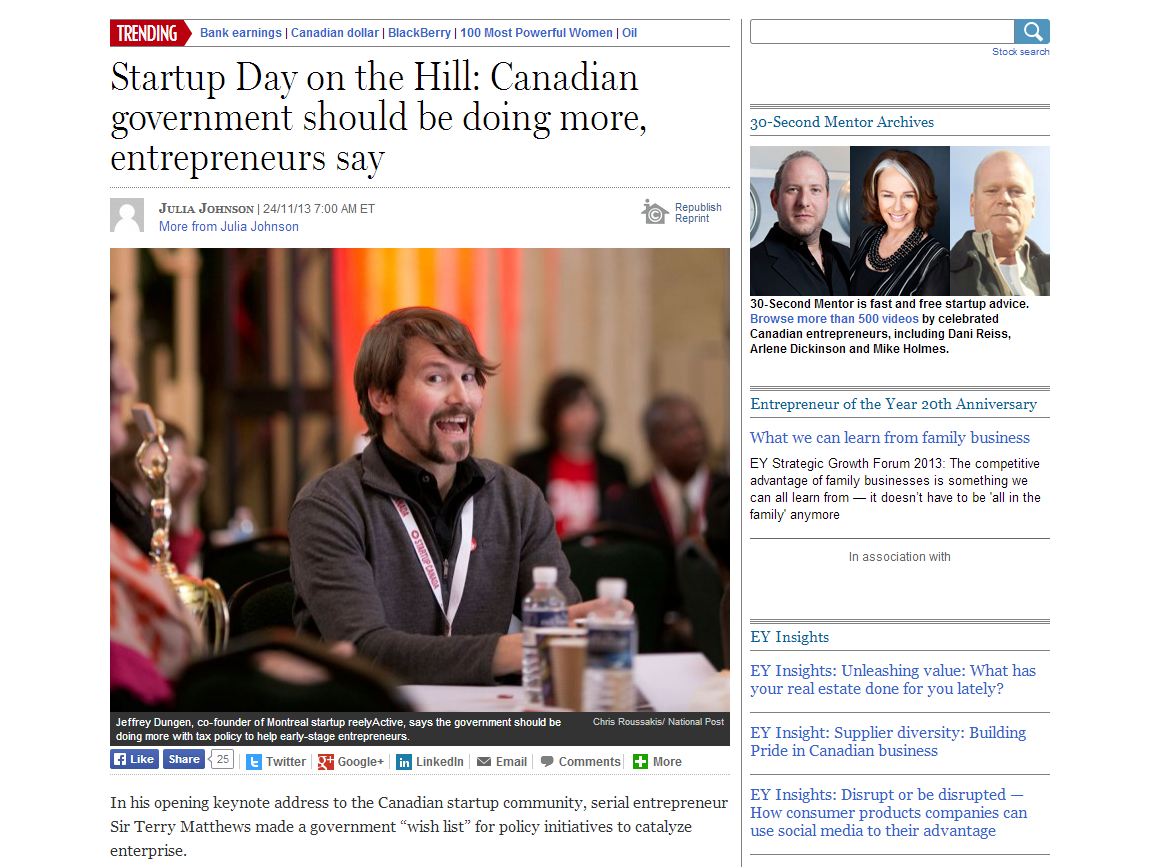 TRENDING Bank earnings | Canadian dollar | BlackBerry | 100 Most Powerful Women | Oil
Startup Day on the Hill: Canadian
government should be doing more,
entrepreneurs say
JULIA JOHNSON | 24/11/13 7:00 AM ET
More from Julia Johnson
Republish
Reprint
STARTUP CANADA
Jeffrey Dungen, co-founder of Montreal startup reelyActive, says the government should be
doing more with tax policy to help early-stage entrepreneurs.
Chris Roussakis/ National Post
Like Share 25 Twitter Google+ LinkedIn Email Comments More
In his opening keynote address to the Canadian startup community, serial entrepreneur
Sir Terry Matthews made a government “wish list” for policy initiatives to catalyze
enterprise.
Stock search
30-Second Mentor Archives
30-Second Mentor is fast and free startup advice.
Browse more than 500 videos by celebrated
Canadian entrepreneurs, including Dani Reiss,
Arlene Dickinson and Mike Holmes.
Entrepreneur of the Year 20th Anniversary
What we can learn from family business
EY Strategic Growth Forum 2013: The competitive
advantage of family businesses is something we
can all learn from — it doesn’t have to be 'all in the
family' anymore
In association with
EY Insights
EY Insights: Unleashing value: What has
your real estate done for you lately?
EY Insight: Supplier diversity: Building
Pride in Canadian business
EY Insights: Disrupt or be disrupted —
How consumer products companies can
use social media to their advantage